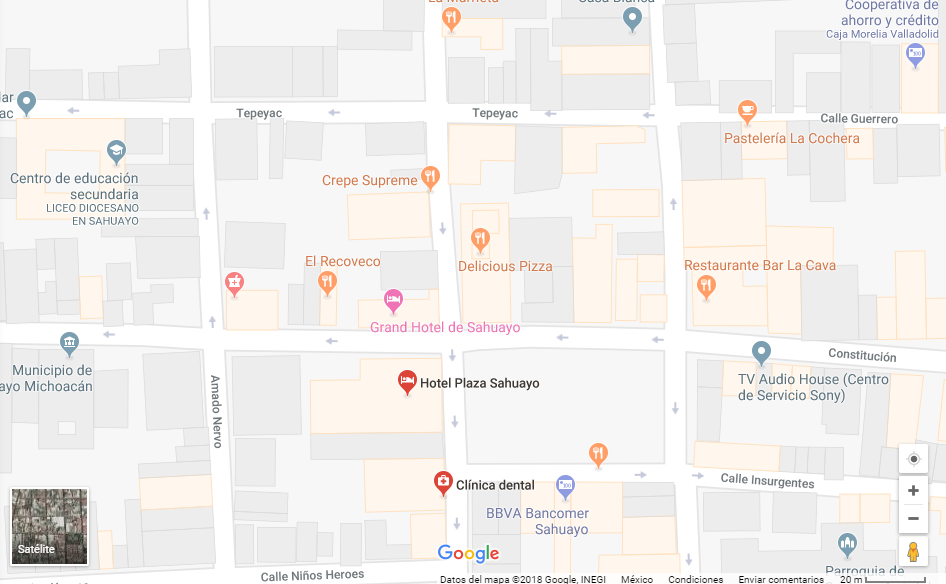 La Marneta
Casa Blanca
Cooperativa de
ahorro y crédito
Caja Morelia Valladolid
lar
ac
Tepeyac
Tepeyac
Calle Guerrero
Pastelería La Cochera
Centro de educación
secundaria
LICEO DIOCESANO
EN SAHUAYO
Crepe Supreme
El Recoveco
Delicious Pizza
Restaurante Bar La Cava
Grand Hotel de Sahuayo
Municipio de
ayo Michoacán
Constitución
TV Audio House (Centro
de Servicio Sony)
Hotel Plaza Sahuayo
Amado Nervo
Clínica dental
Calle Insurgentes
BBVA Bancomer
Sahuayo
Satélite
Google
Parroquia de
Calle Niños Heroes
Datos del mapa ©2018 Google, INEGI México Condiciones Enviar comentarios 20 m